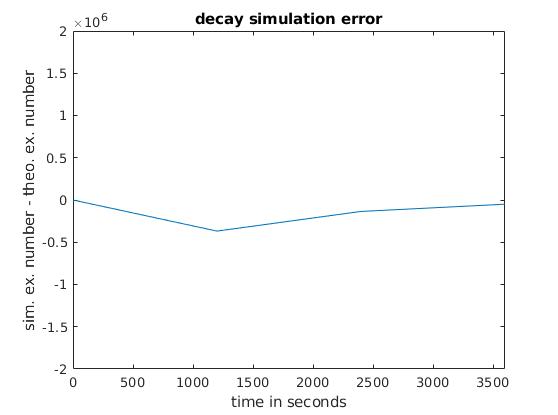 decay simulation error
×10^6
2
1.5
1
0.5
0
-0.5
-1
-1.5
-2
sim. ex. number - theo. ex. number
0 500 1000 1500 2000 2500 3000 3500
time in seconds